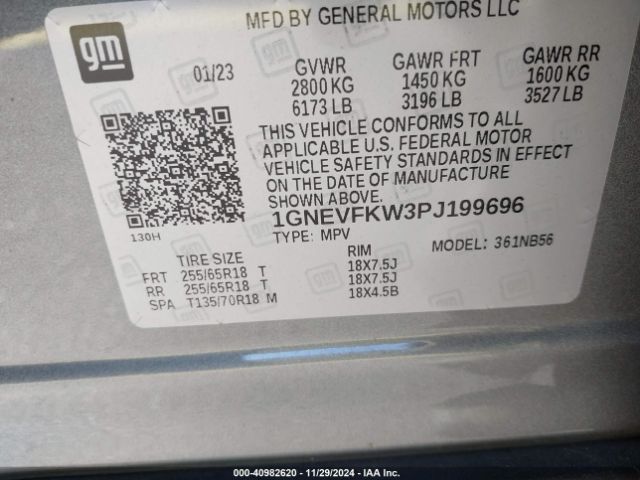 MFD BY GENERAL MOTORS LLC
gm
01/23
GVWR GAWR FRT GAWR RR
2800 KG 1450 KG 1600 KG
6173 LB 3196 LB 3527 LB
THIS VEHICLE CONFORMS TO ALL
APPLICABLE U.S. FEDERAL MOTOR
VEHICLE SAFETY STANDARDS IN EFFECT
ON THE DATE OF MANUFACTURE
SHOWN ABOVE.
1GNEVFKW3PJ199696
130H
TYPE: MPV MODEL: 361NB56
TIRE SIZE RIM
FRT 255/65R18 T 18X7.5J
RR 255/65R18 T 18X7.5J
SPA T135/70R18 M 18X4.5B
000-40982620 - 11/29/2024 - IAA Inc.